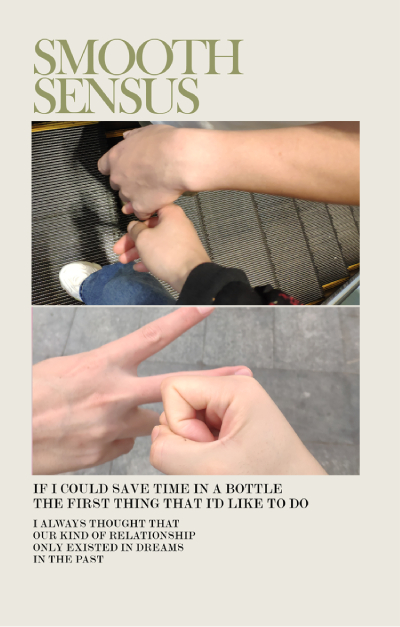 SMOOTH
SENSUS
IF I COULD SAVE TIME IN A BOTTLE
THE FIRST THING THAT I'D LIKE TO DO
I ALWAYS THOUGHT THAT
OUR KIND OF RELATIONSHIP
ONLY EXISTED IN DREAMS
IN THE PAST